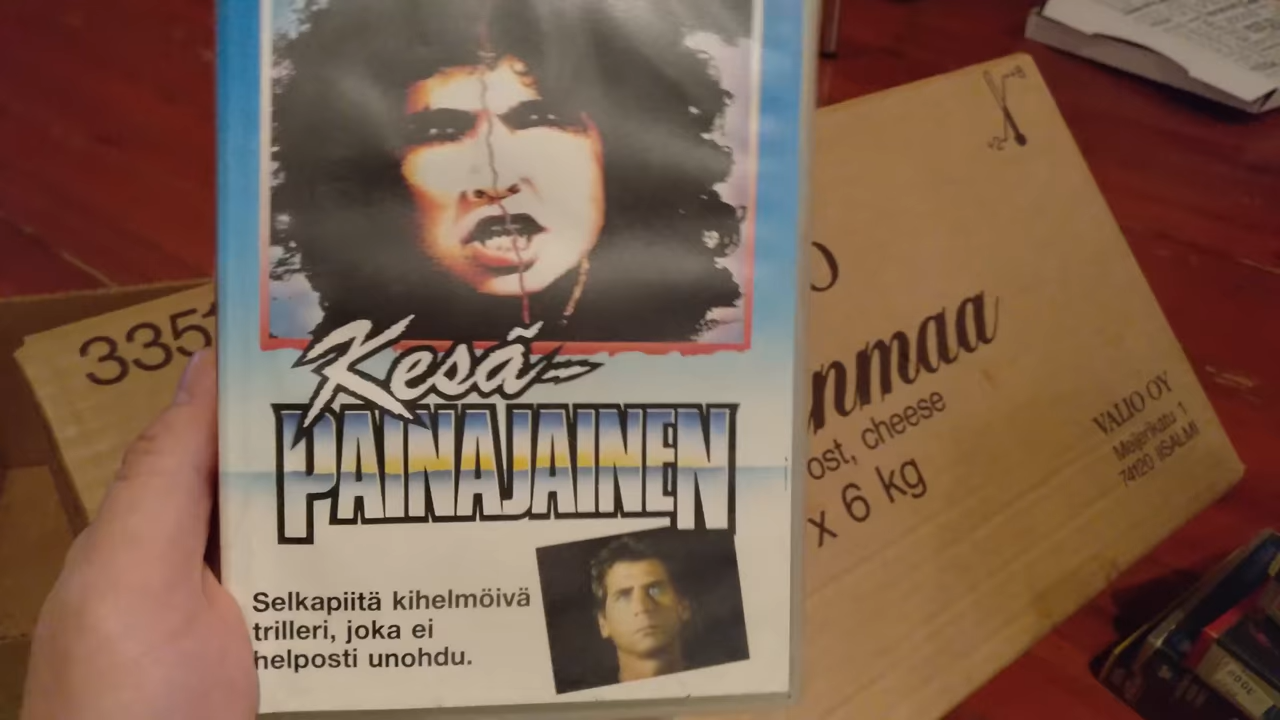 Kesä-
PAINAJAINEN
Selkapiitä kihelmöivä
trilleri, joka ei
helposti unohdu.
335
nmaa
ost, cheese
x 6 kg
VALIO OY
Meijerikatu 1
74120 IISALMI